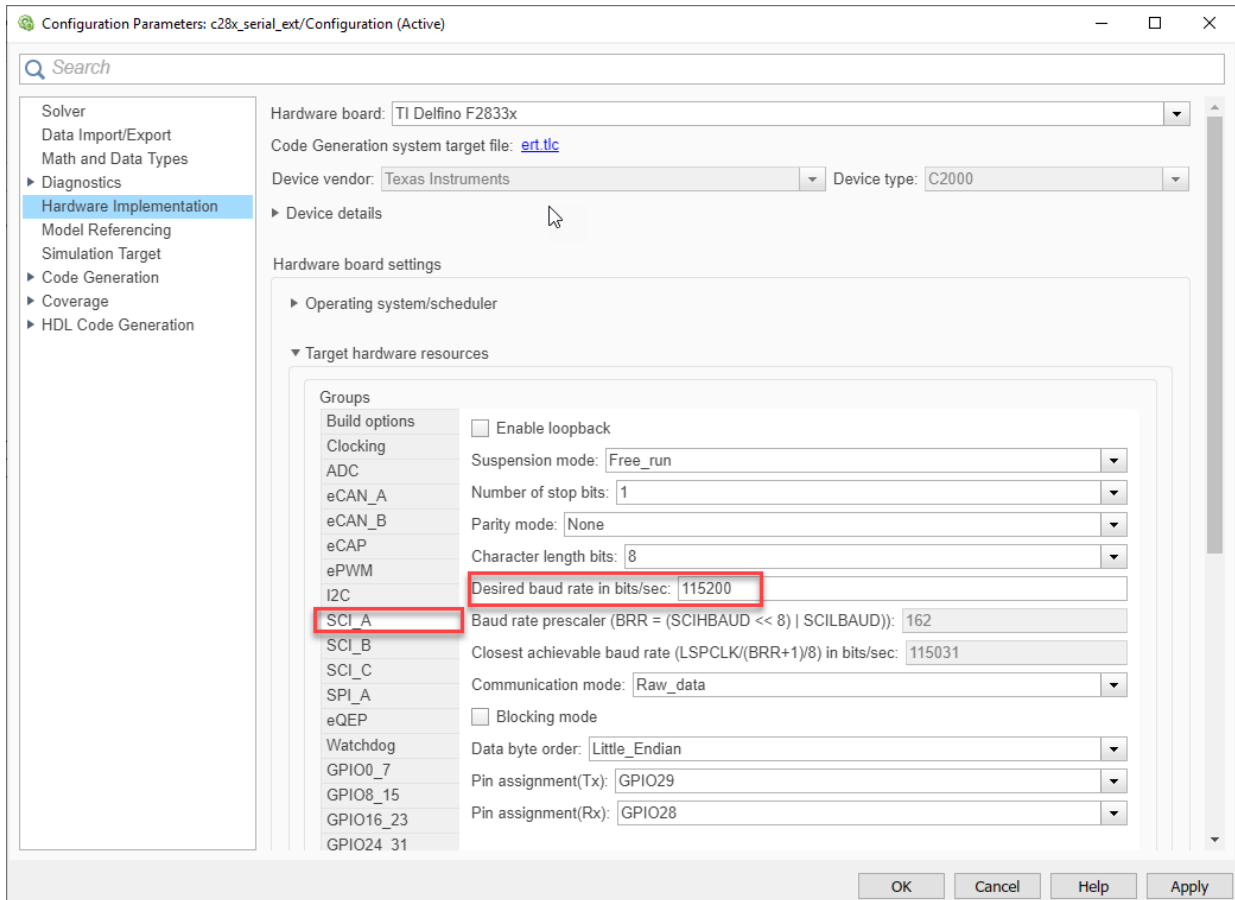 Configuration Parameters: c28x_serial_ext/Configuration (Active)
Search
Solver
Data Import/Export
Math and Data Types
Diagnostics
Hardware Implementation
Model Referencing
Simulation Target
Code Generation
Coverage
HDL Code Generation
Hardware board: TI Delfino F2833x
Code Generation system target file: ert.tlc
Device vendor: Texas Instruments Device type: C2000
Device details
Hardware board settings
Operating system/scheduler
Target hardware resources
Groups
Build options
Clocking
ADC
eCAN_A
eCAN_B
eCAP
ePWM
I2C
SCI_A
SCI_B
SCI_C
SPI_A
eQEP
Watchdog
GPIO0_7
GPIO8_15
GPIO16_23
GPIO24_31
Enable loopback
Suspension mode: Free_run
Number of stop bits: 1
Parity mode: None
Character length bits: 8
Desired baud rate in bits/sec: 115200
Baud rate prescaler (BRR = (SCIHBAUD << 8) | SCILBAUD)): 162
Closest achievable baud rate (LSPCLK/(BRR+1)/8) in bits/sec: 115031
Communication mode: Raw_data
Blocking mode
Data byte order: Little_Endian
Pin assignment(Tx): GPIO29
Pin assignment(Rx): GPIO28
OK Cancel Help Apply